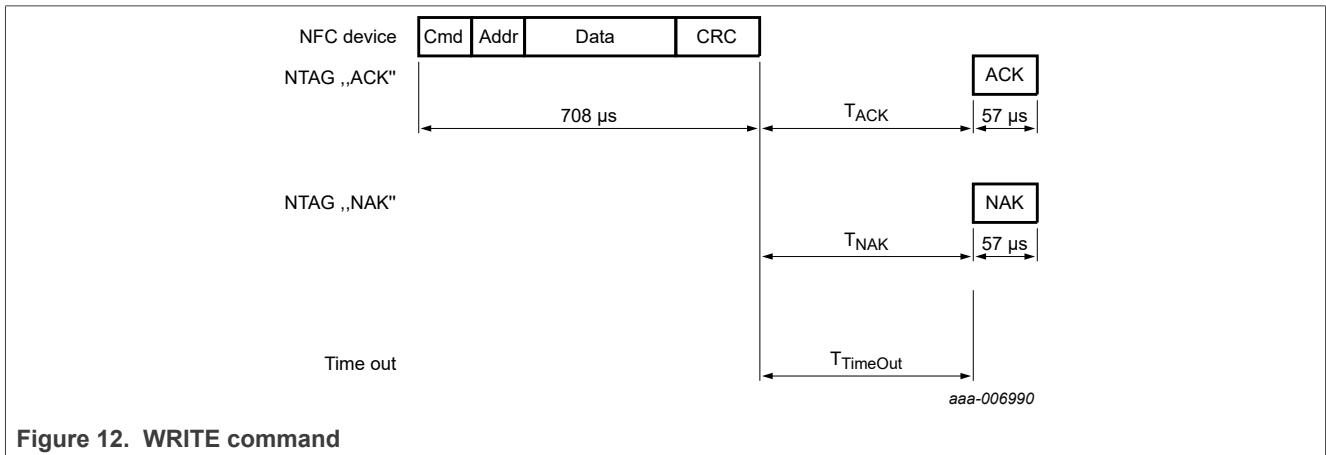 NFC device Cmd Addr Data CRC
NTAG ,,ACK" ACK
708 µs TACK 57 µs
NTAG ,,NAK" NAK
TNAK 57 µs
Time out TTimeOut
aaa-006990
Figure 12. WRITE command